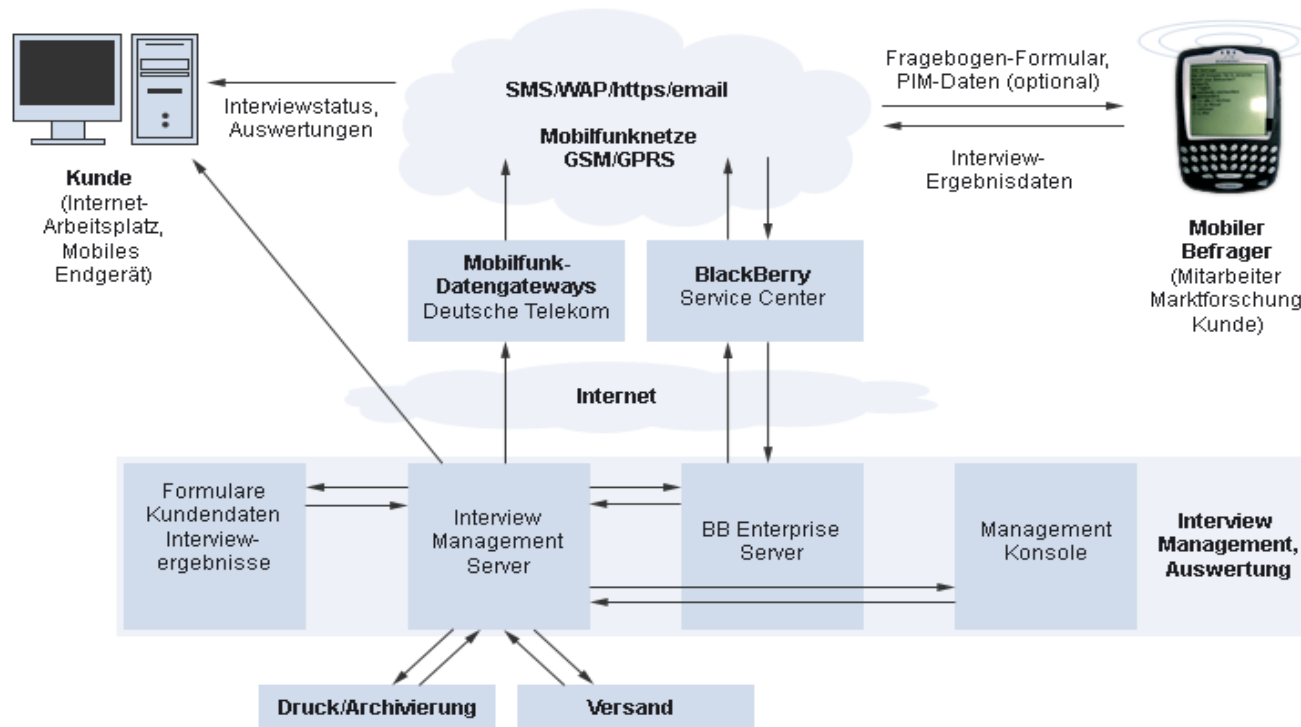 SMS/WAP/https/email
Mobilfunknetze
GSM/GPRS
Interviewstatus,
Auswertungen
Fragebogen-Formular,
PIM-Daten (optional)
Interview-
Ergebnisdaten
Kunde
(Internet-
Arbeitsplatz,
Mobiles
Endgerät)
Mobiler
Befrager
(Mitarbeiter
Marktforschung
Kunde)
Mobilfunk-
Datengateways
Deutsche Telekom
BlackBerry
Service Center
Internet
Formulare
Kundendaten
Interview-
ergebnisse
Interview
Management
Server
BB Enterprise
Server
Management
Konsole
Interview
Management,
Auswertung
Druck/Archivierung
Versand